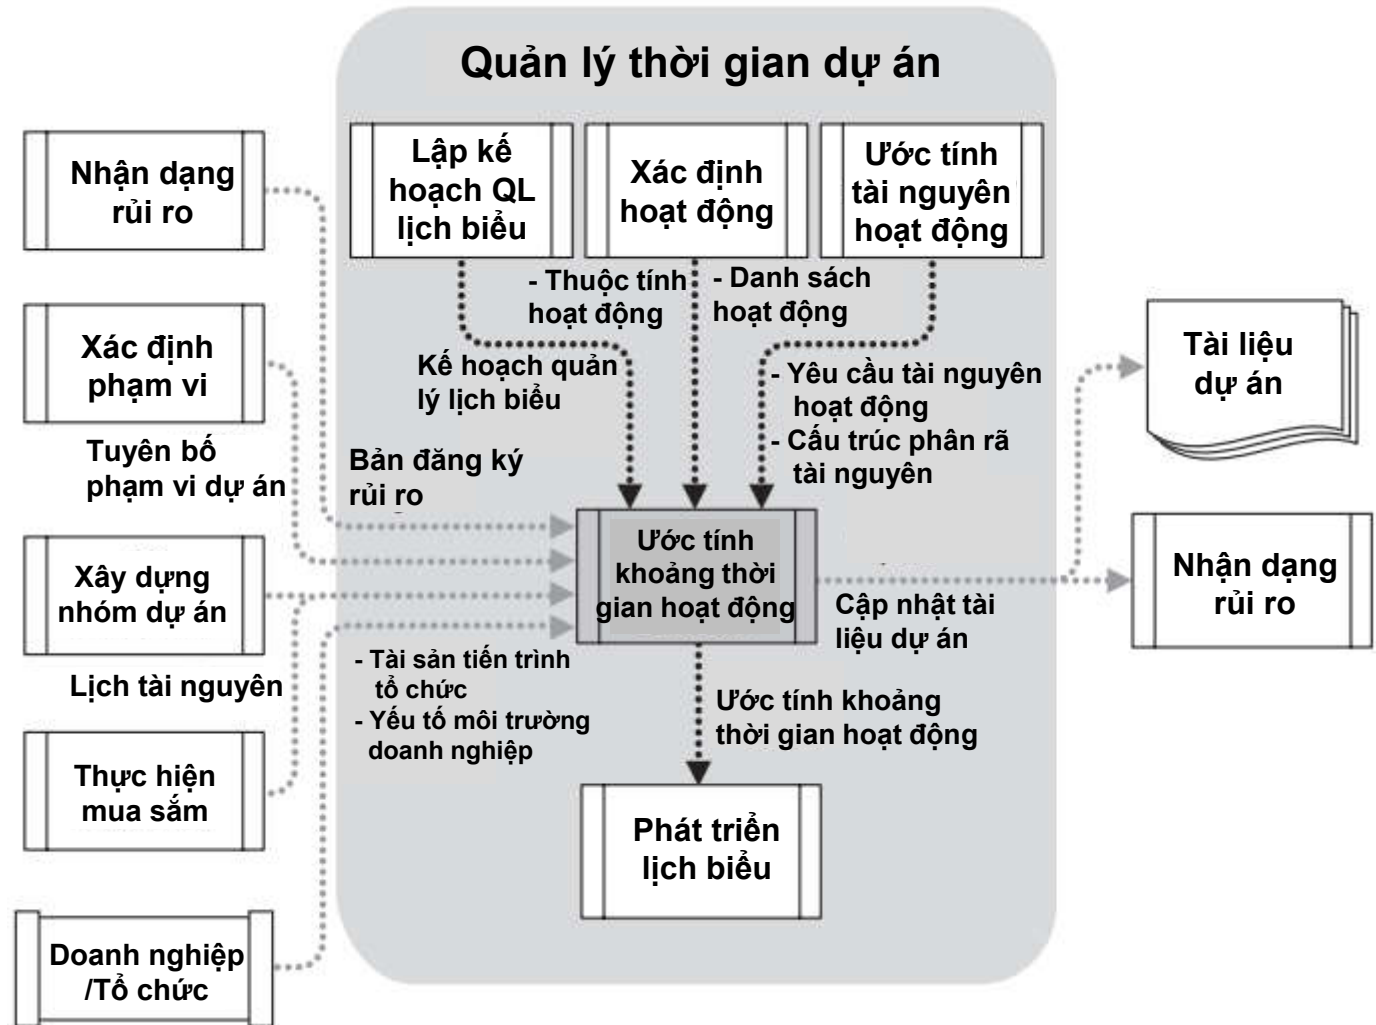 Quản lý thời gian dự án
Nhận dạng
rủi ro
Lập kế
hoạch QL
lịch biểu
Xác định
hoạt động
Ước tính
tài nguyên
hoạt động
- Thuộc tính
hoạt động
- Danh sách
hoạt động
Xác định
phạm vi
Kế hoạch quản
lý lịch biểu
- Yêu cầu tài nguyên
hoạt động
- Cấu trúc phân rã
tài nguyên
Tài liệu
dự án
Tuyên bố
phạm vi dự án
Bản đăng ký
rủi ro
Xây dựng
nhóm dự án
Ước tính
khoảng thời
gian hoạt động
Cập nhật tài
liệu dự án
Nhận dạng
rủi ro
Lịch tài nguyên
- Tài sản tiến trình
tổ chức
- Yếu tố môi trường
doanh nghiệp
Ước tính khoảng
thời gian hoạt động
Thực hiện
mua sắm
Phát triển
lịch biểu
Doanh nghiệp
/Tổ chức